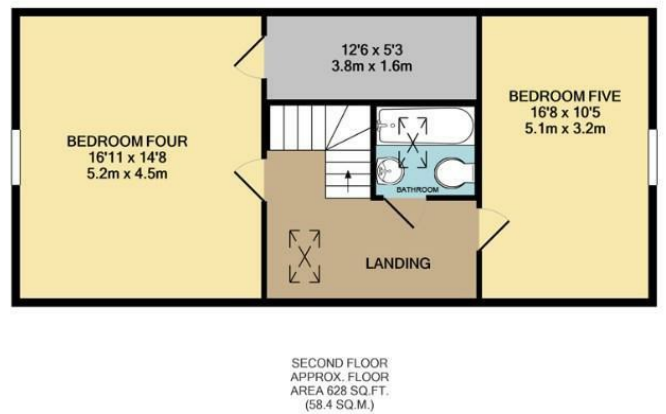 12'6 x 5'3
3.8m x 1.6m
BEDROOM FOUR
16'11 x 14'8
5.2m x 4.5m
BEDROOM FIVE
16'8 x 10'5
5.1m x 3.2m
BATHROOM
LANDING
SECOND FLOOR
APPROX. FLOOR
AREA 628 SQ.FT.
(58.4 SQ.M.)